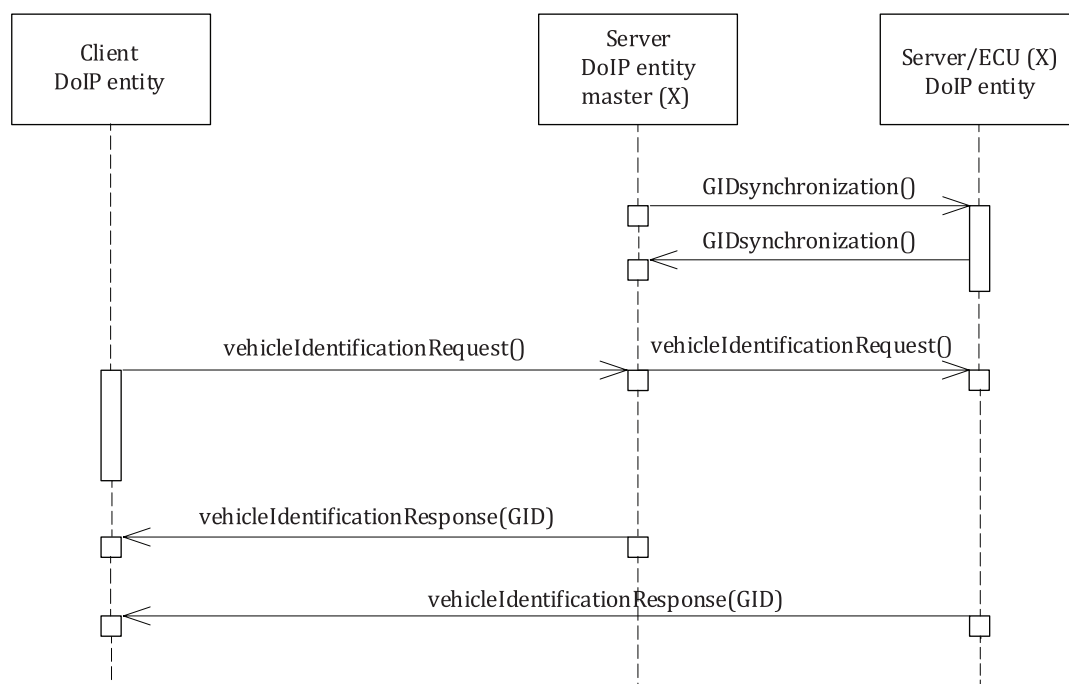 Client
DoIP entity
Server
DoIP entity
master (X)
Server/ECU (X)
DoIP entity
GIDsynchronization()
GIDsynchronization()
vehicleIdentificationRequest()
vehicleIdentificationRequest()
vehicleIdentificationResponse(GID)
vehicleIdentificationResponse(GID)